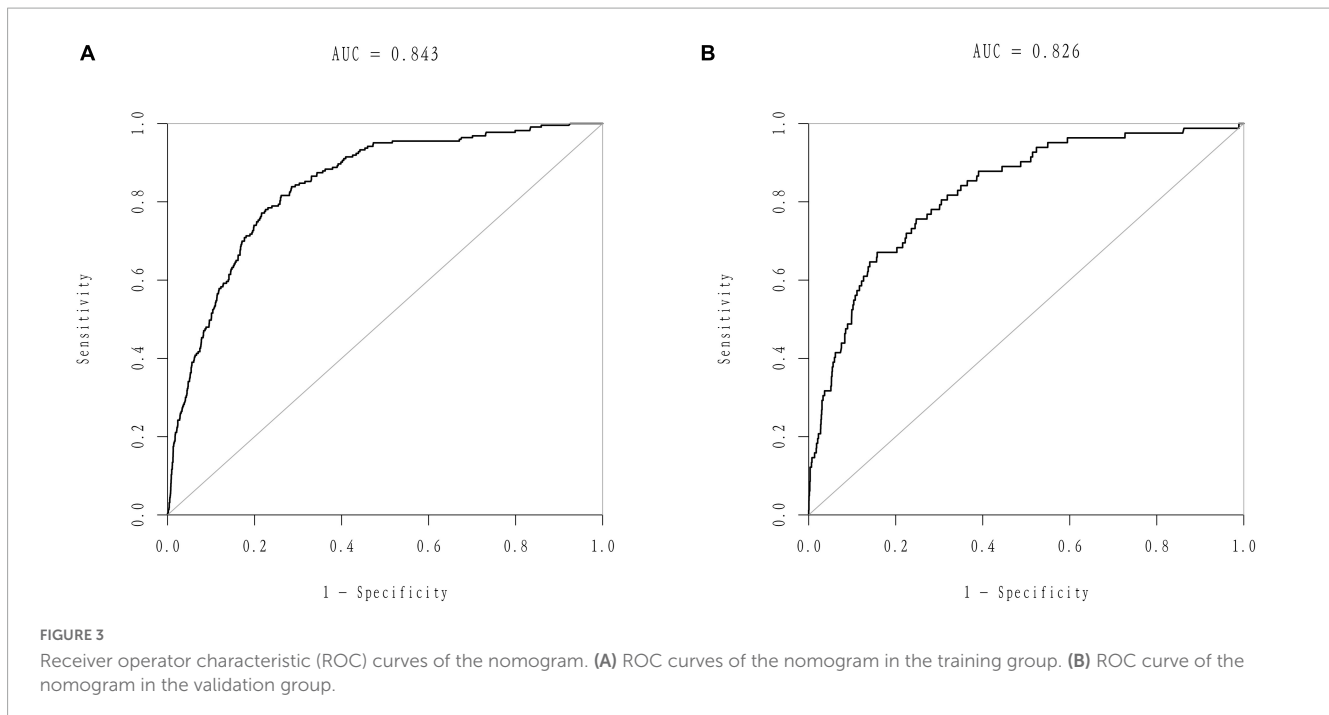 A
AUC = 0.843
Sensitivity
1.0
0.8
0.6
0.4
0.2
0.0
0.0 0.2 0.4 0.6 0.8 1.0
1 - Specificity
B
AUC = 0.826
Sensitivity
1.0
0.8
0.6
0.4
0.2
0.0
0.0 0.2 0.4 0.6 0.8 1.0
1 - Specificity
FIGURE 3
Receiver operator characteristic (ROC) curves of the nomogram. (A) ROC curves of the nomogram in the training group. (B) ROC curve of the
nomogram in the validation group.